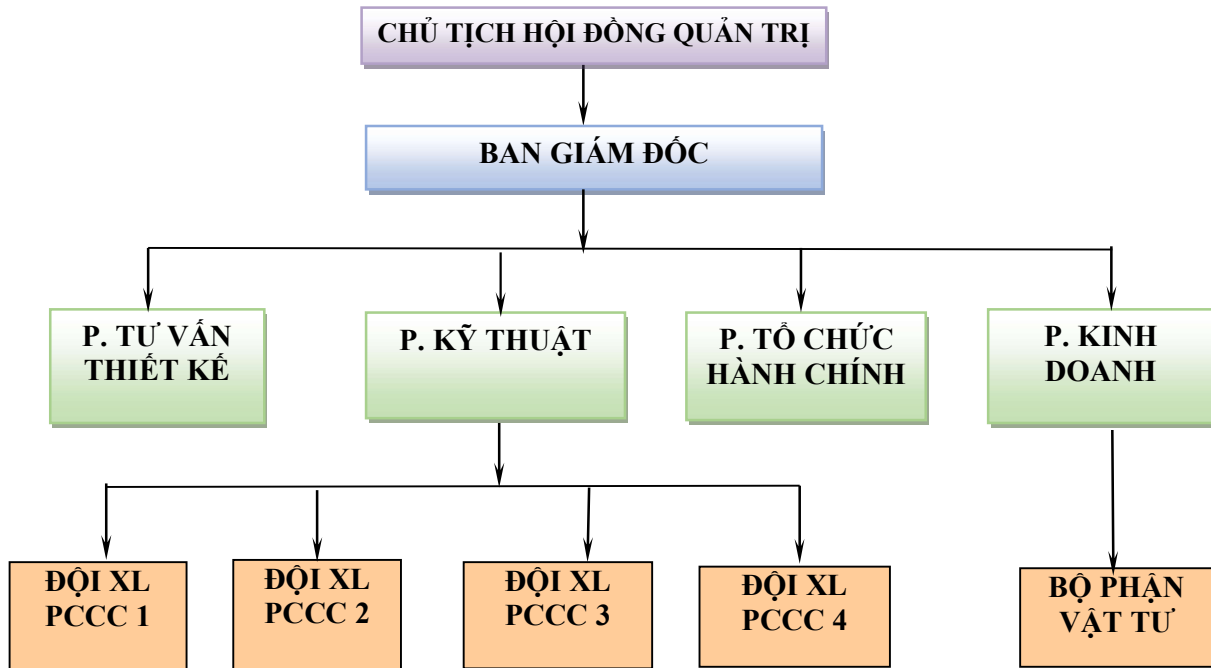 CHỦ TỊCH HỘI ĐỒNG QUẢN TRỊ
BAN GIÁM ĐỐC
P. TƯ VẤN
THIẾT KẾ
P. KỸ THUẬT
P. TỔ CHỨC
HÀNH CHÍNH
P. KINH
DOANH
ĐỘI XL
PCCC 1
ĐỘI XL
PCCC 2
ĐỘI XL
PCCC 3
ĐỘI XL
PCCC 4
BỘ PHẬN
VẬT TƯ